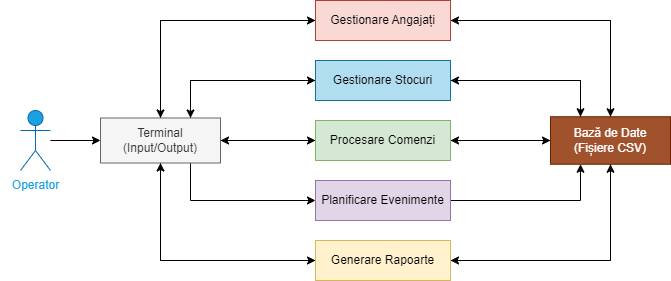 Gestionare Angajați
Gestionare Stocuri
Operator
Terminal
(Input/Output)
Procesare Comenzi
Bază de Date
(Fișiere CSV)
Planificare Evenimente
Generare Rapoarte